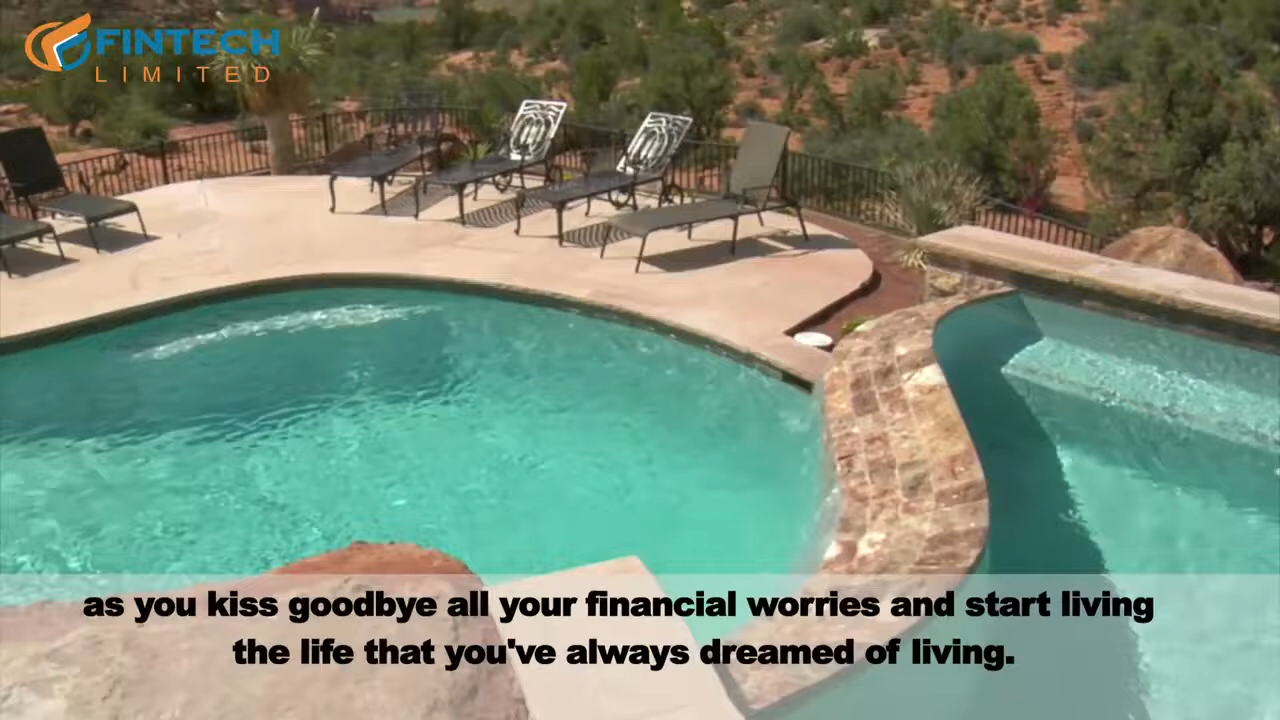 FINTECH
LIMITED
as you kiss goodbye all your financial worries and start living
the life that you've always dreamed of living.